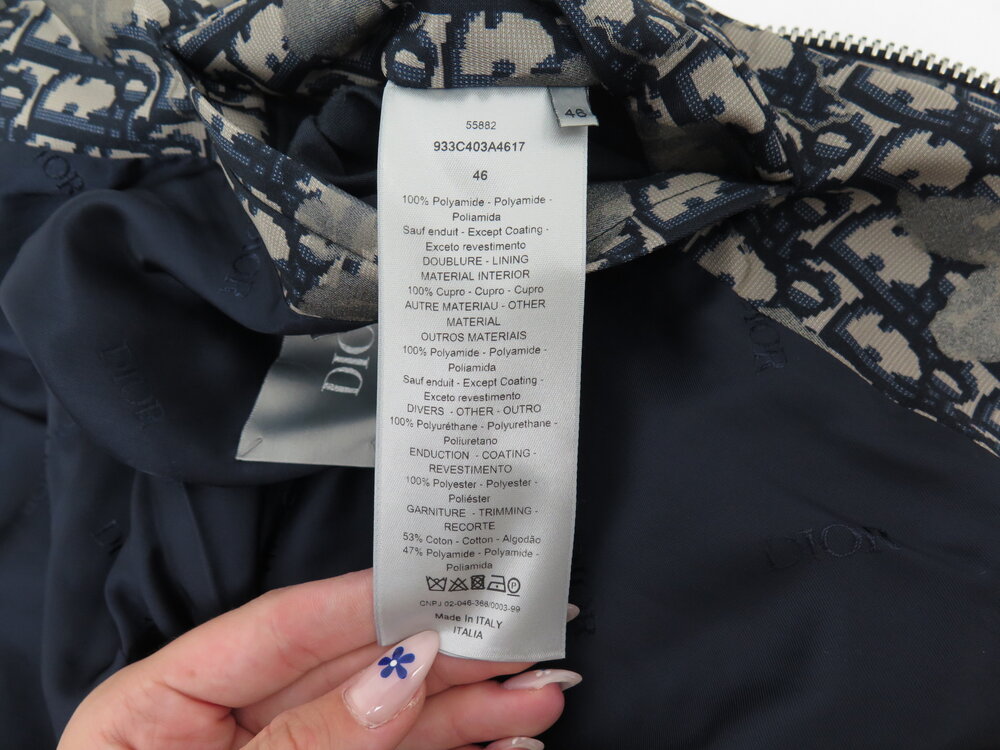 46
55882
933C403A4617
46
100% Polyamide - Polyamide -
Poliamida
Sauf enduit - Except Coating -
Exceto revestimento
DOUBLURE - LINING
MATERIAL INTERIOR
100% Cupro - Cupro - Cupro
AUTRE MATERIAU - OTHER
MATERIAL
OUTROS MATERIAIS
100% Polyamide - Polyamide -
Poliamida
Sauf enduit - Except Coating -
Exceto revestimento
DIVERS - OTHER - OUTRO
100% Polyuréthane - Polyurethane -
Poliuretano
ENDUCTION - COATING -
REVESTIMENTO
100% Polyester - Polyester -
Poliéster
GARNITURE - TRIMMING -
RECORTE
53% Coton - Cotton - Algodão
47% Polyamide - Polyamide -
Poliamida
P
CNPJ 02-046-368/0003-99
Made In ITALY
ITALIA
DIO
DIOR
DIOR
DIOR